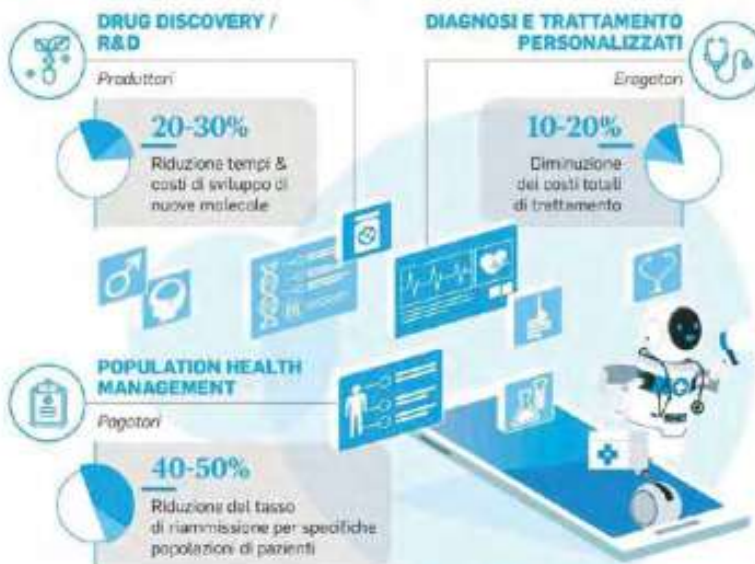 DRUG DISCOVERY /
R&D
Produttori
20-30%
Riduzione tempi &
costi di sviluppo di
nuove molecole
DIAGNOSI E TRATTAMENTO
PERSONALIZZATI
Erogatori
10-20%
Diminuzione
dei costi totali
di trattamento
POPULATION HEALTH
MANAGEMENT
Pagatori
40-50%
Riduzione del tasso
di riammissione per specifiche
popolazioni di pazienti